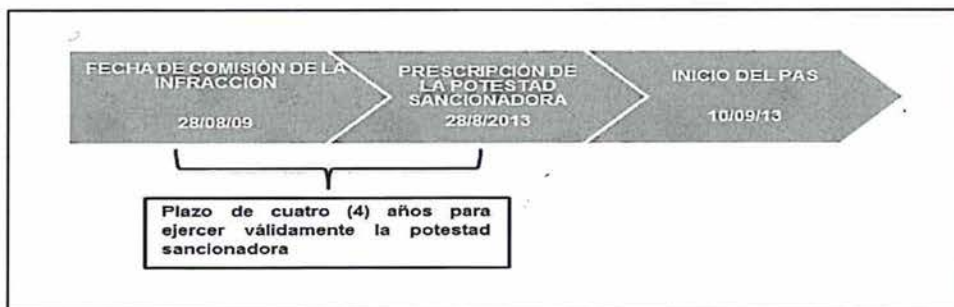 FECHA DE COMISIÓN DE LA
INFRACCIÓN
28/08/09
PRESCRIPCIÓN DE
LA POTESTAD
SANCIONADORA
28/8/2013
INICIO DEL PAS
10/09/13
Plazo de cuatro (4) años para
ejercer válidamente la potestad
sancionadora